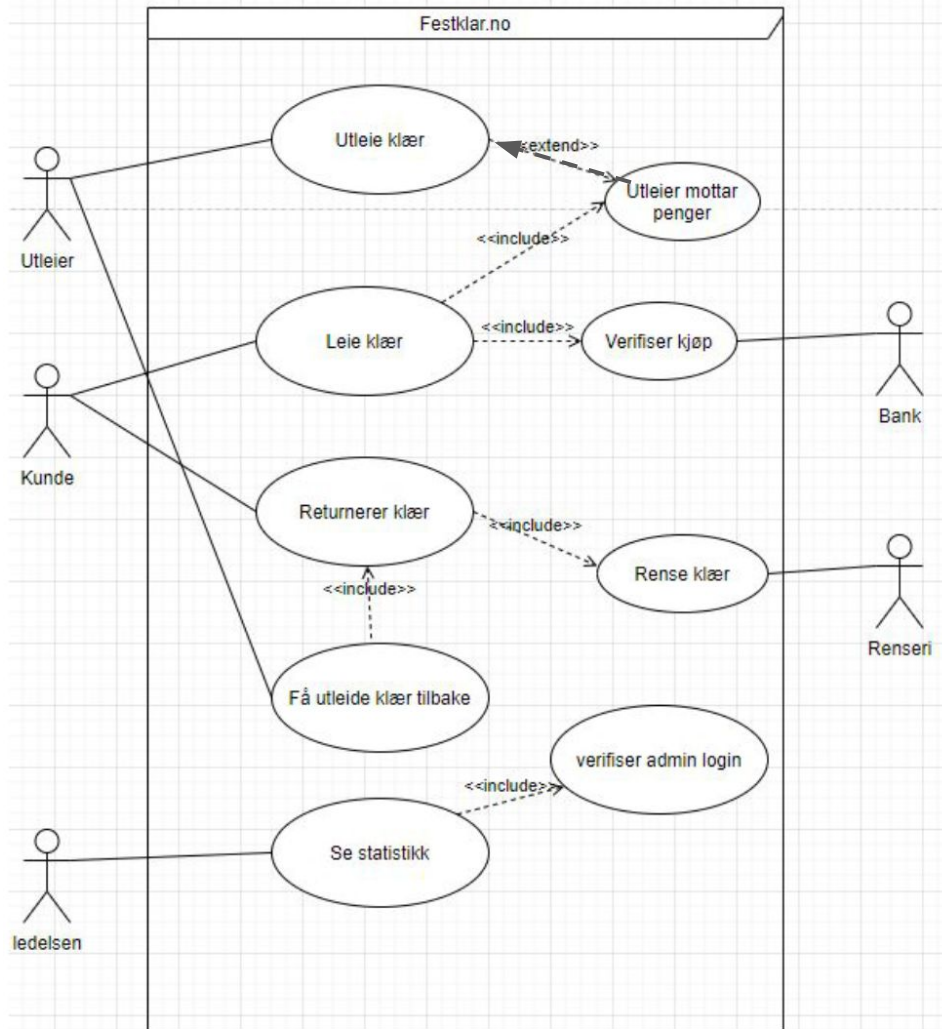 Festklar.no
Utleie klær
<<extend>>
Utleier mottar
penger
Utleier
<<include>>
Leie klær
<<include>>
Verifiser kjøp
Bank
Kunde
Returnerer klær
<<include>>
Rense klær
Renseri
<<include>>
Få utleide klær tilbake
verifiser admin login
<<include>>
Se statistikk
ledelsen